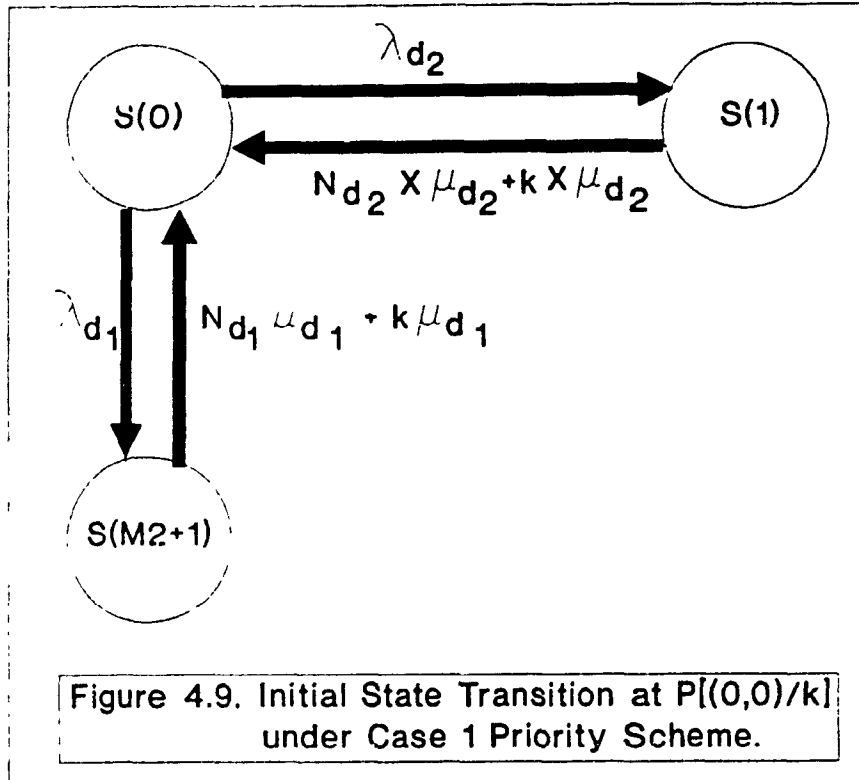 λd2
S(0)
S(1)
Nd2 X μd2+k X μd2
λd1
Nd1 μd1 + k μd1
S(M2+1)
Figure 4.9. Initial State Transition at P[(0,0)/k]
under Case 1 Priority Scheme.